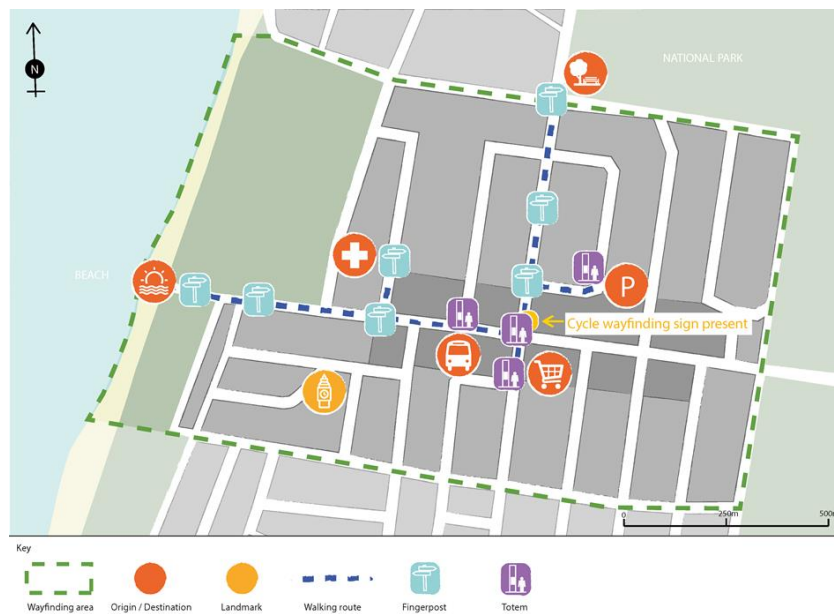 NATIONAL PARK
N
BEACH
P
Cycle wayfinding sign present
0 250m 500m
Key
Wayfinding area Origin / Destination Landmark Walking route Fingerpost Totem